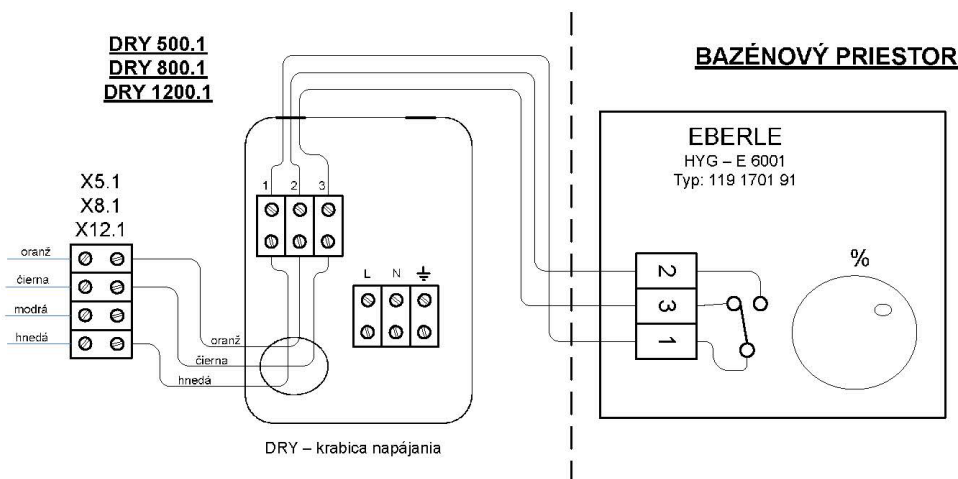 DRY 500.1
DRY 800.1
DRY 1200.1
BAZÉNOVÝ PRIESTOR
EBERLE
HYG – E 6001
Typ: 119 1701 91
X5.1
X8.1
X12.1
1 2 3
oranž
čierna
modrá
hnedá
L N
2
3
1
%
oranž
čierna
hnedá
DRY – krabica napájania